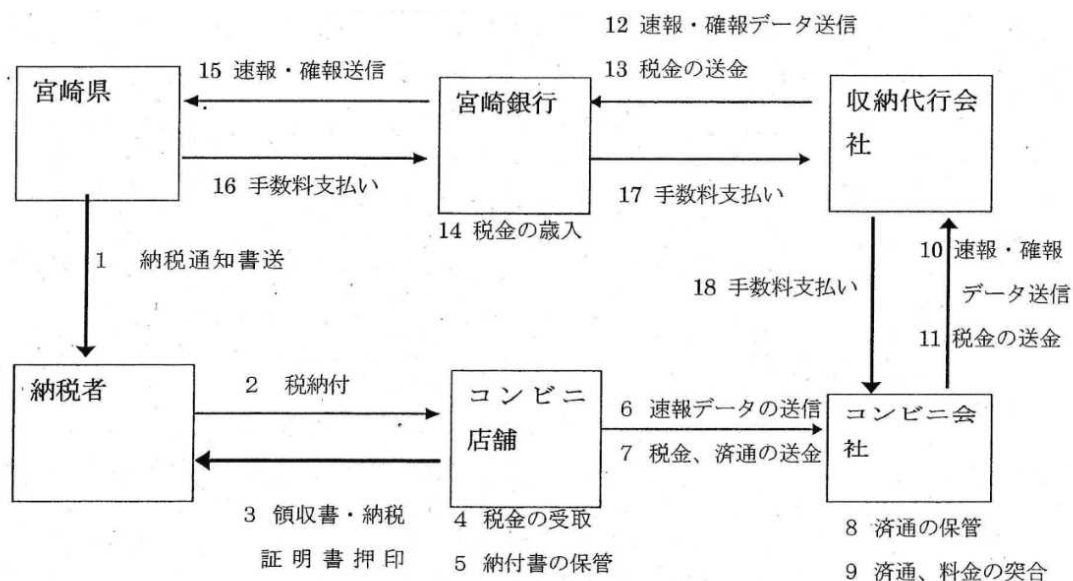 12 速報・確報データ送信
15 速報・確報送信
13 税金の送金
宮崎県
宮崎銀行
収納代行会
社
16 手数料支払い
17 手数料支払い
14 税金の歳入
1 納税通知書送
10 速報・確報
データ送信
18 手数料支払い
11 税金の送金
納税者
2 税納付
コンビニ
店舗
6 速報データの送信
7 税金、済通の送金
コンビニ会
社
3 領収書・納税
証明書押印
4 税金の受取
5 納付書の保管
8 済通の保管
9 済通、料金の突合